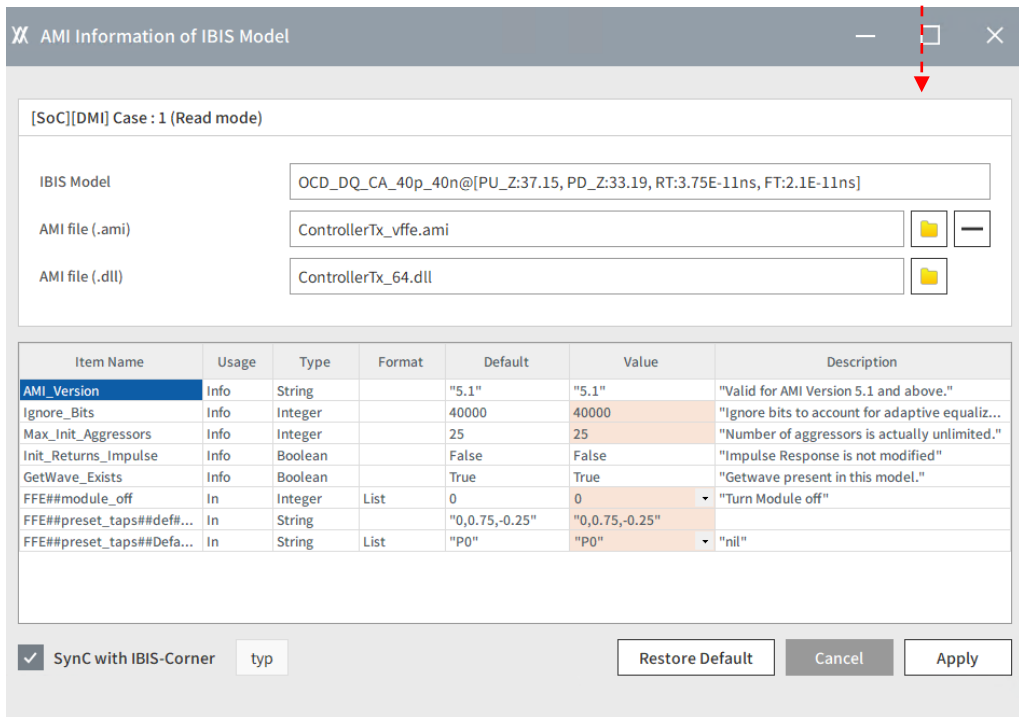 AMI Information of IBIS Model
[SoC][DMI] Case : 1 (Read mode)
IBIS Model OCD_DQ_CA_40p_40n@[PU_Z:37.15, PD_Z:33.19, RT:3.75E-11ns, FT:2.1E-11ns]
AMI file (.ami) ControllerTx_vffe.ami
AMI file (.dll) ControllerTx_64.dll
Item Name Usage Type Format Default Value Description
AMI_Version Info String "5.1" "5.1" "Valid for AMI Version 5.1 and above."
Ignore_Bits Info Integer 40000 40000 "Ignore bits to account for adaptive equaliz...
Max_Init_Aggressors Info Integer 25 25 "Number of aggressors is actually unlimited."
Init_Returns_Impulse Info Boolean False False "Impulse Response is not modified"
GetWave_Exists Info Boolean True True "Getwave present in this model."
FFE##module_off In Integer List 0 0 "Turn Module off"
FFE##preset_taps##def#... In String "0,0.75,-0.25" "0,0.75,-0.25"
FFE##preset_taps##Defa... In String List "P0" "P0" "nil"
SynC with IBIS-Corner typ Restore Default Cancel Apply